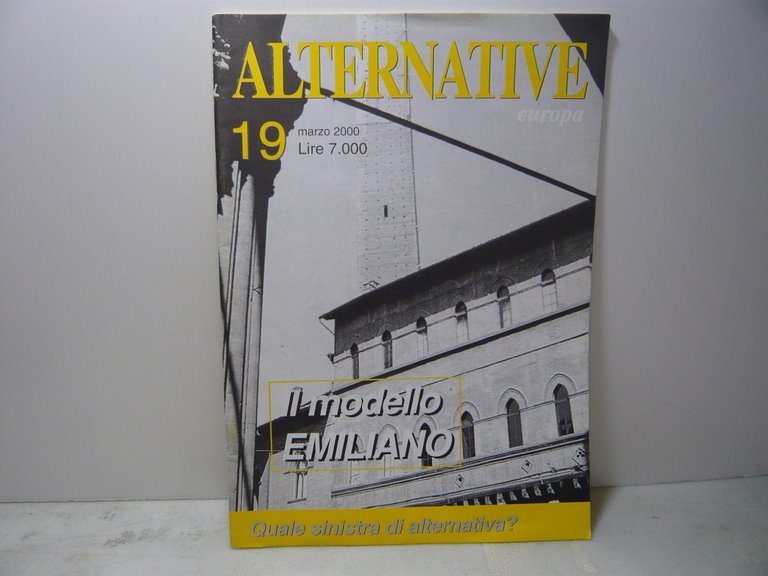 ALTERNATIVE
europa
19
marzo 2000
Lire 7.000
il modello
EMILIANO
Quale sinistra di alternativa?